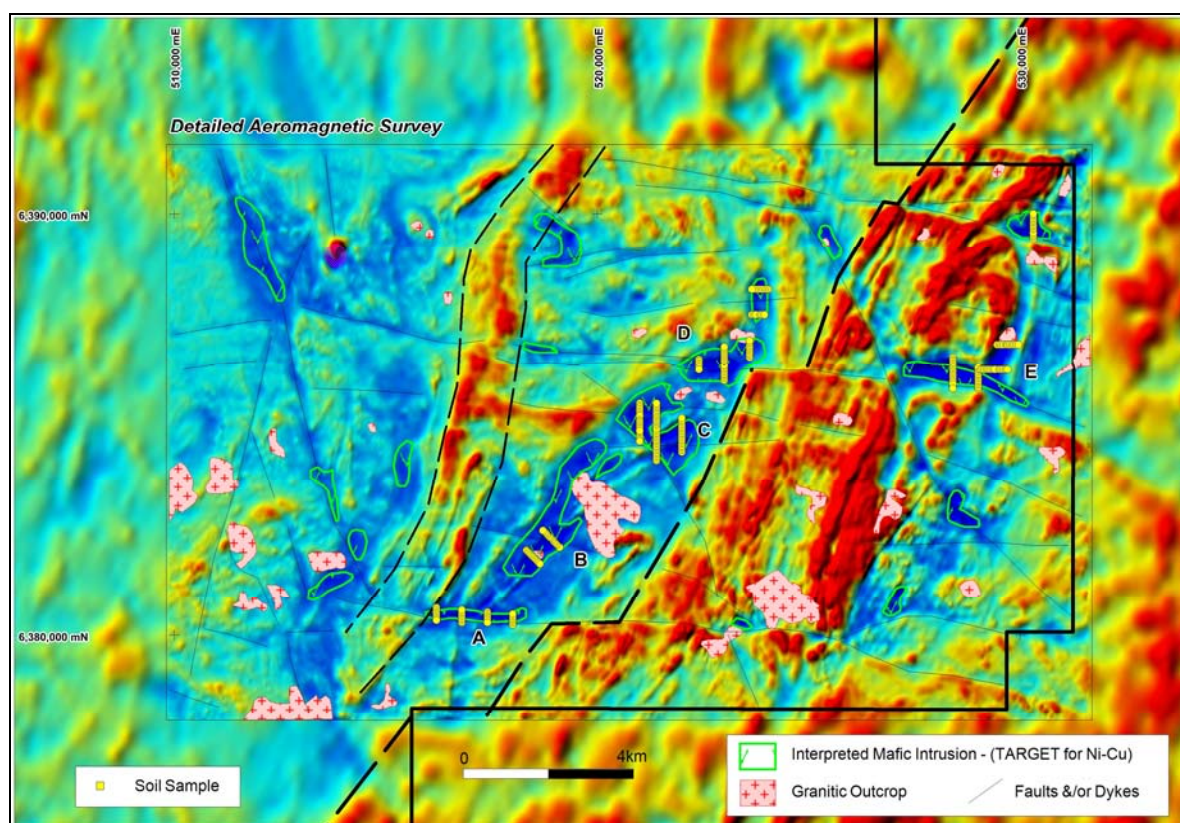 510,000 mE
520,000 mE
530,000 mE
Detailed Aeromagnetic Survey
6,390,000 mN
D
E
C
B
A
6,380,000 mN
0 4km
Soil Sample
Interpreted Mafic Intrusion - (TARGET for Ni-Cu)
Granitic Outcrop
Faults &/or Dykes